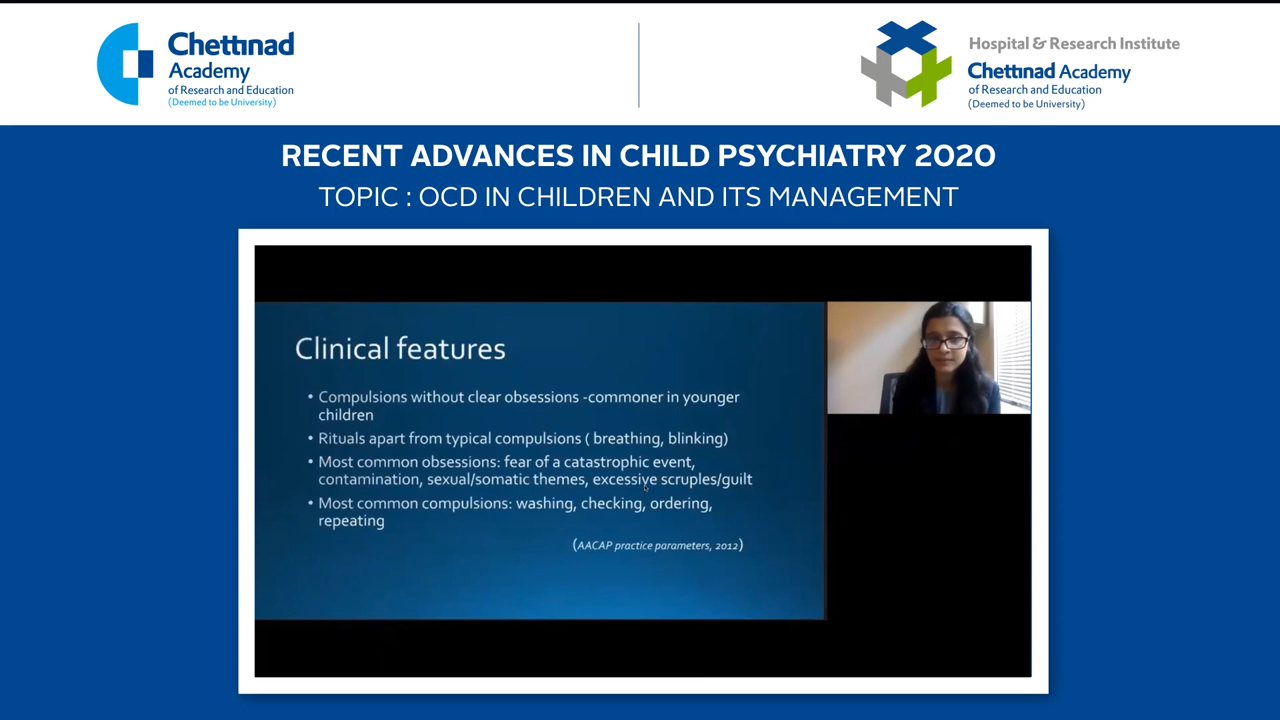 Chettinad
Academy
of Research and Education
(Deemed to be University)
Hospital & Research Institute
Chettinad Academy
of Research and Education
(Deemed to be University)
RECENT ADVANCES IN CHILD PSYCHIATRY 2020
TOPIC : OCD IN CHILDREN AND ITS MANAGEMENT
Clinical features
• Compulsions without clear obsessions -commoner in younger
children
• Rituals apart from typical compulsions ( breathing, blinking)
• Most common obsessions: fear of a catastrophic event,
contamination, sexual/somatic themes, excessive scruples/guilt
• Most common compulsions: washing, checking, ordering,
repeating
(AACAP practice parameters, 2012)